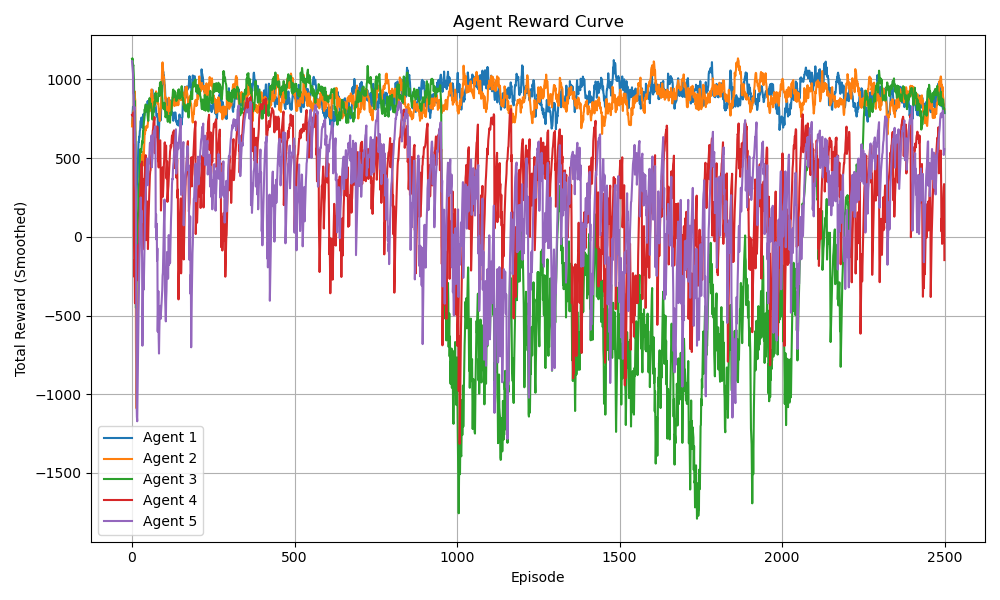 Agent Reward Curve
Total Reward (Smoothed)
1000
500
0
−500
−1000
−1500
Agent 1
Agent 2
Agent 3
Agent 4
Agent 5
0 500 1000 1500 2000 2500
Episode